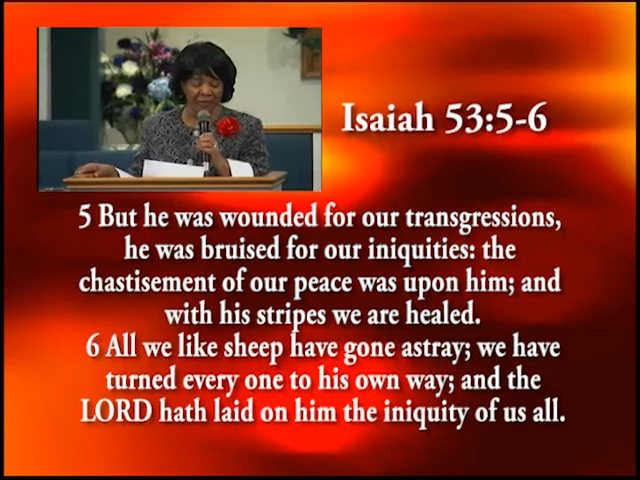 Isaiah 53:5-6
5 But he was wounded for our transgressions,
he was bruised for our iniquities: the
chastisement of our peace was upon him; and
with his stripes we are healed.
6 All we like sheep have gone astray; we have
turned every one to his own way; and the
LORD hath laid on him the iniquity of us all.